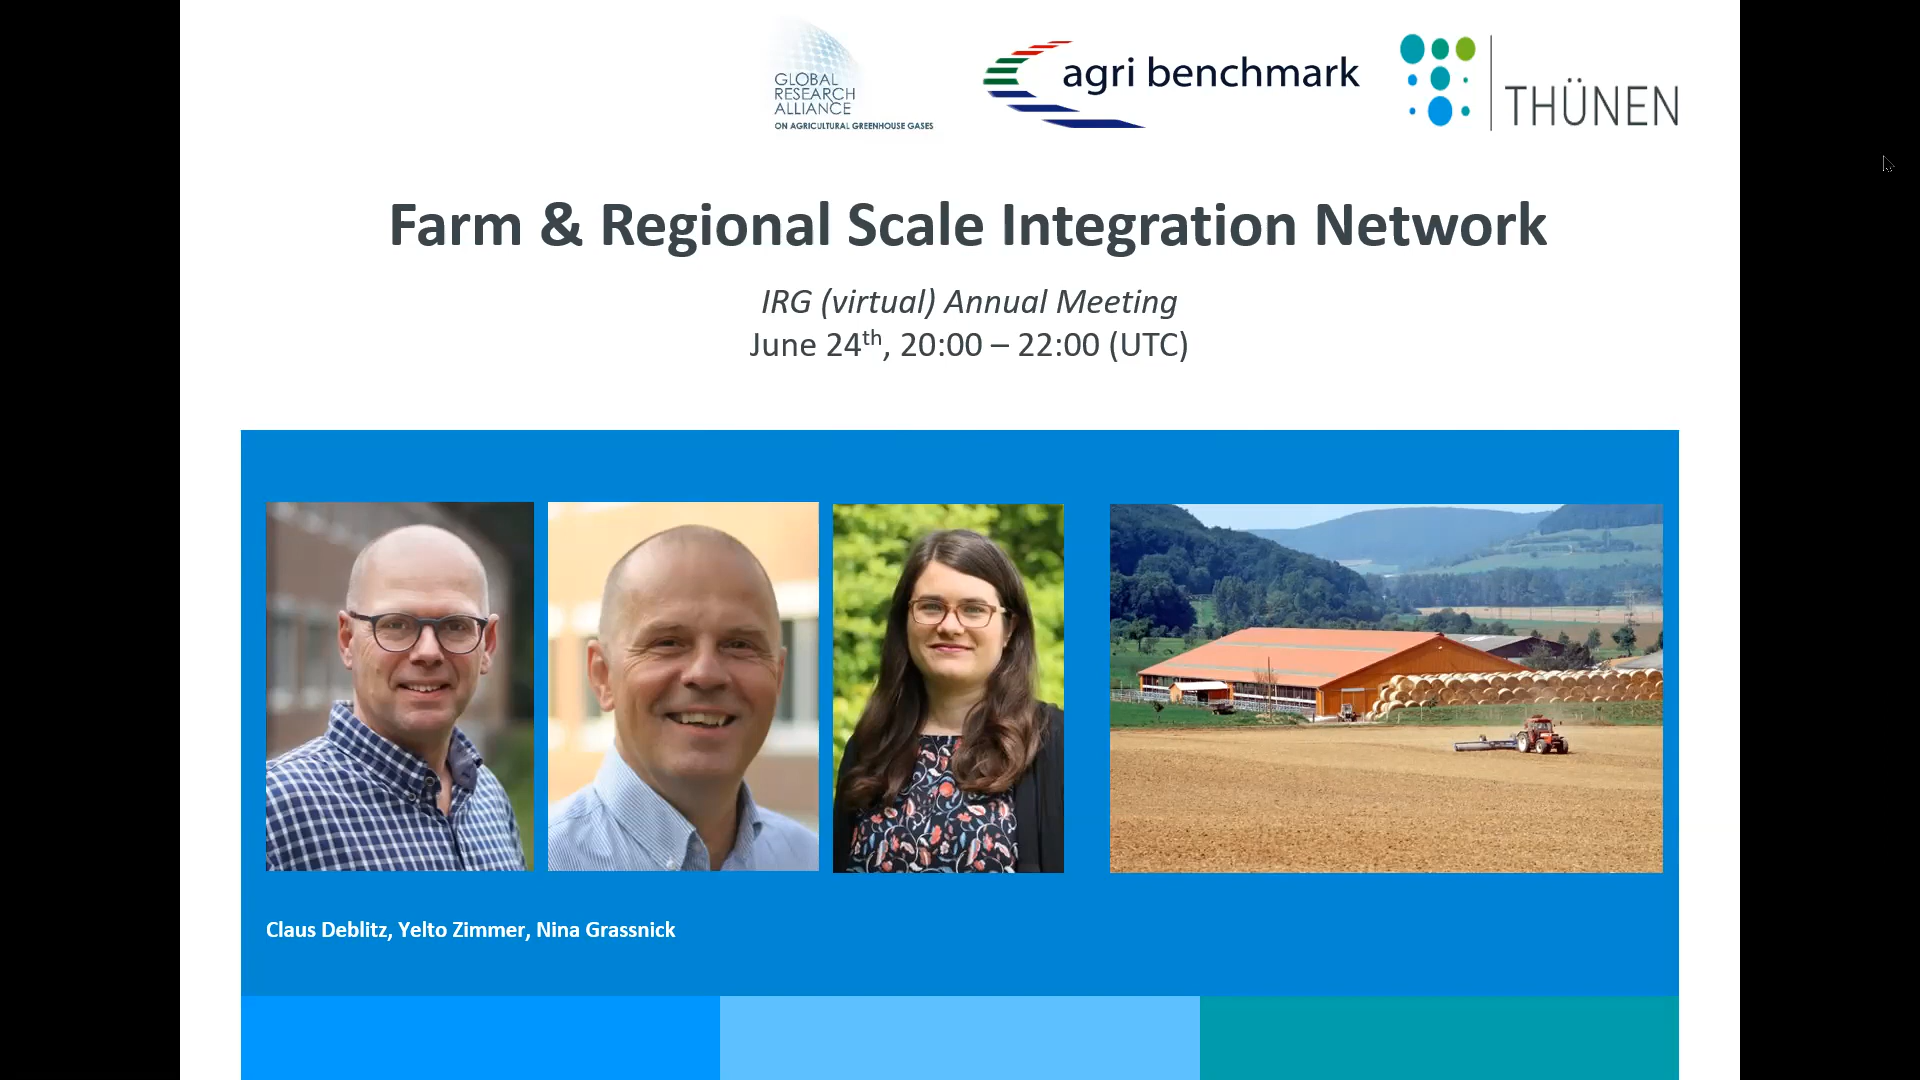 GLOBAL
RESEARCH
ALLIANCE
ON AGRICULTURAL GREENHOUSE GASES
agri benchmark
THÜNEN
Farm & Regional Scale Integration Network
IRG (virtual) Annual Meeting
June 24th, 20:00 – 22:00 (UTC)
Claus Deblitz, Yelto Zimmer, Nina Grassnick